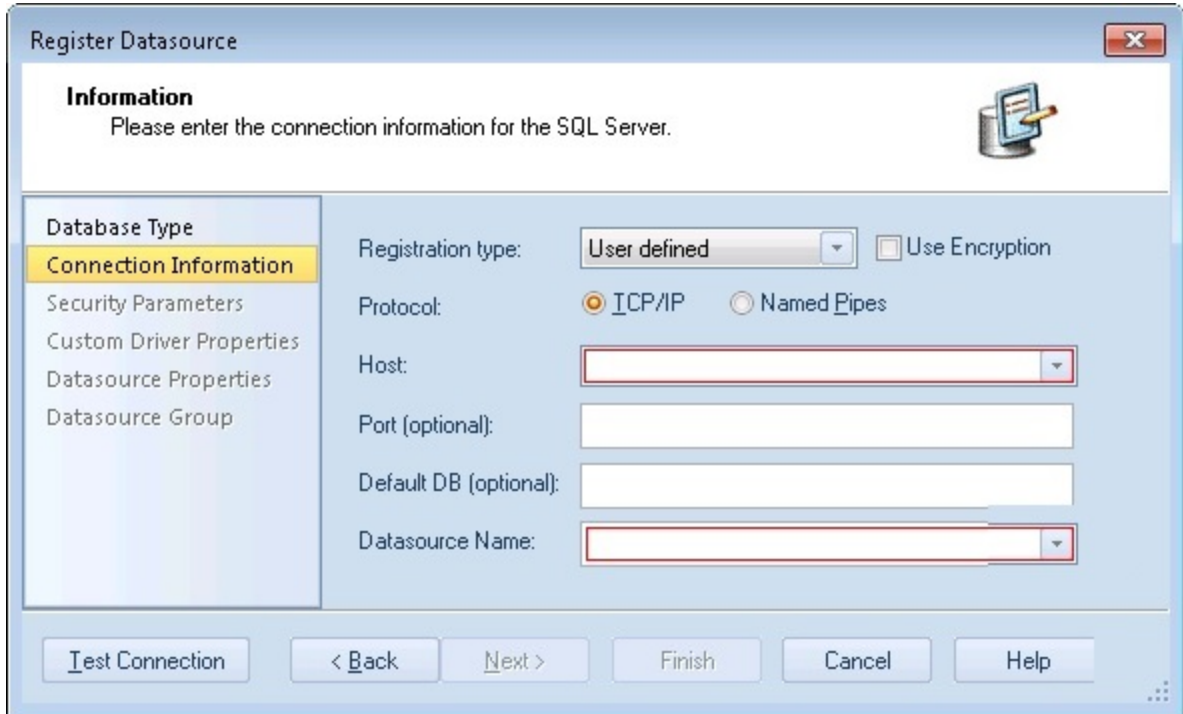 Register Datasource
Information
Please enter the connection information for the SQL Server.
Database Type
Connection Information
Security Parameters
Custom Driver Properties
Datasource Properties
Datasource Group
Registration type: User defined Use Encryption
Protocol: TCP/IP Named Pipes
Host:
Port (optional):
Default DB (optional):
Datasource Name:
Test Connection < Back Next > Finish Cancel Help